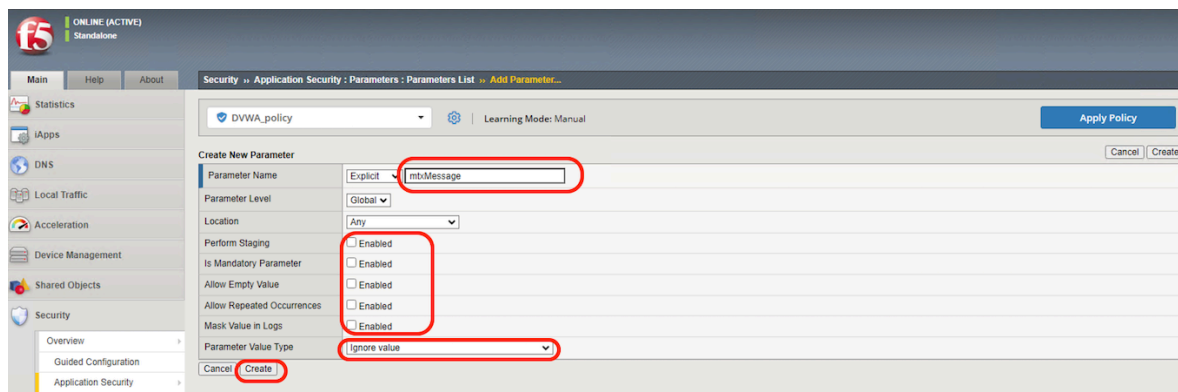 f5
ONLINE (ACTIVE)
Standalone
Main Help About
Security ›› Application Security : Parameters : Parameters List ›› Add Parameter...
Statistics
iApps
DNS
Local Traffic
Acceleration
Device Management
Shared Objects
Security
Overview
Guided Configuration
Application Security
DVWA_policy Learning Mode: Manual Apply Policy
Create New Parameter Cancel Create
Parameter Name Explicit mtxMessage
Parameter Level Global
Location Any
Perform Staging Enabled
Is Mandatory Parameter Enabled
Allow Empty Value Enabled
Allow Repeated Occurrences Enabled
Mask Value in Logs Enabled
Parameter Value Type Ignore value
Cancel Create